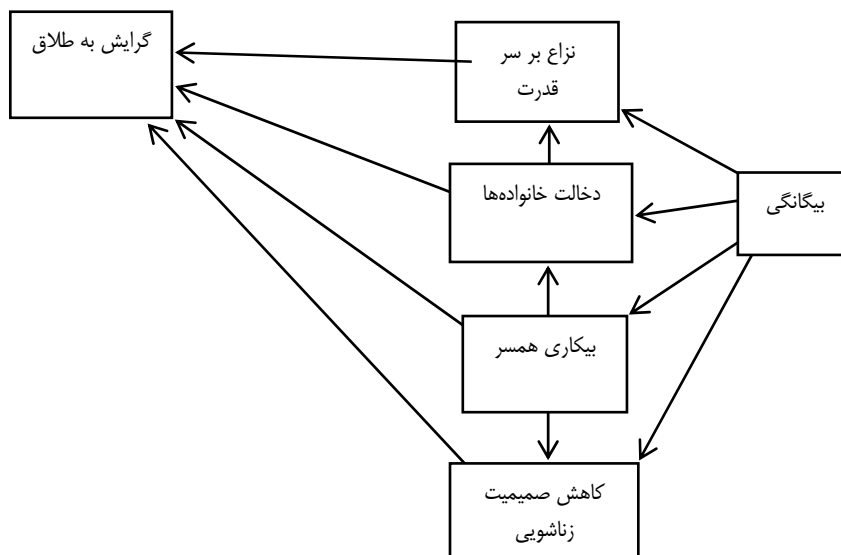 گرایش به طلاق
نزاع بر سر
قدرت
دخالت خانواده‌ها
بیگانگی
بیکاری همسر
کاهش صمیمیت
زناشویی